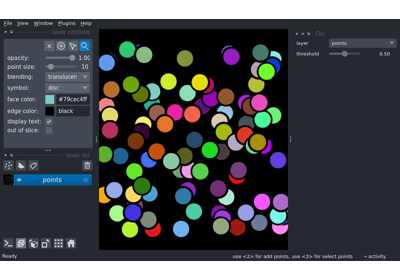 File View Window Plugins Help
layer controls
opacity: 1.00
point size: 10
blending: translucen
symbol: disc
face color: #79cec4ff
edge color: black
display text:
out of slice:
layer list
points
layer points
threshold 0.50
use <2> for add points, use <3> for select points activity
Ready